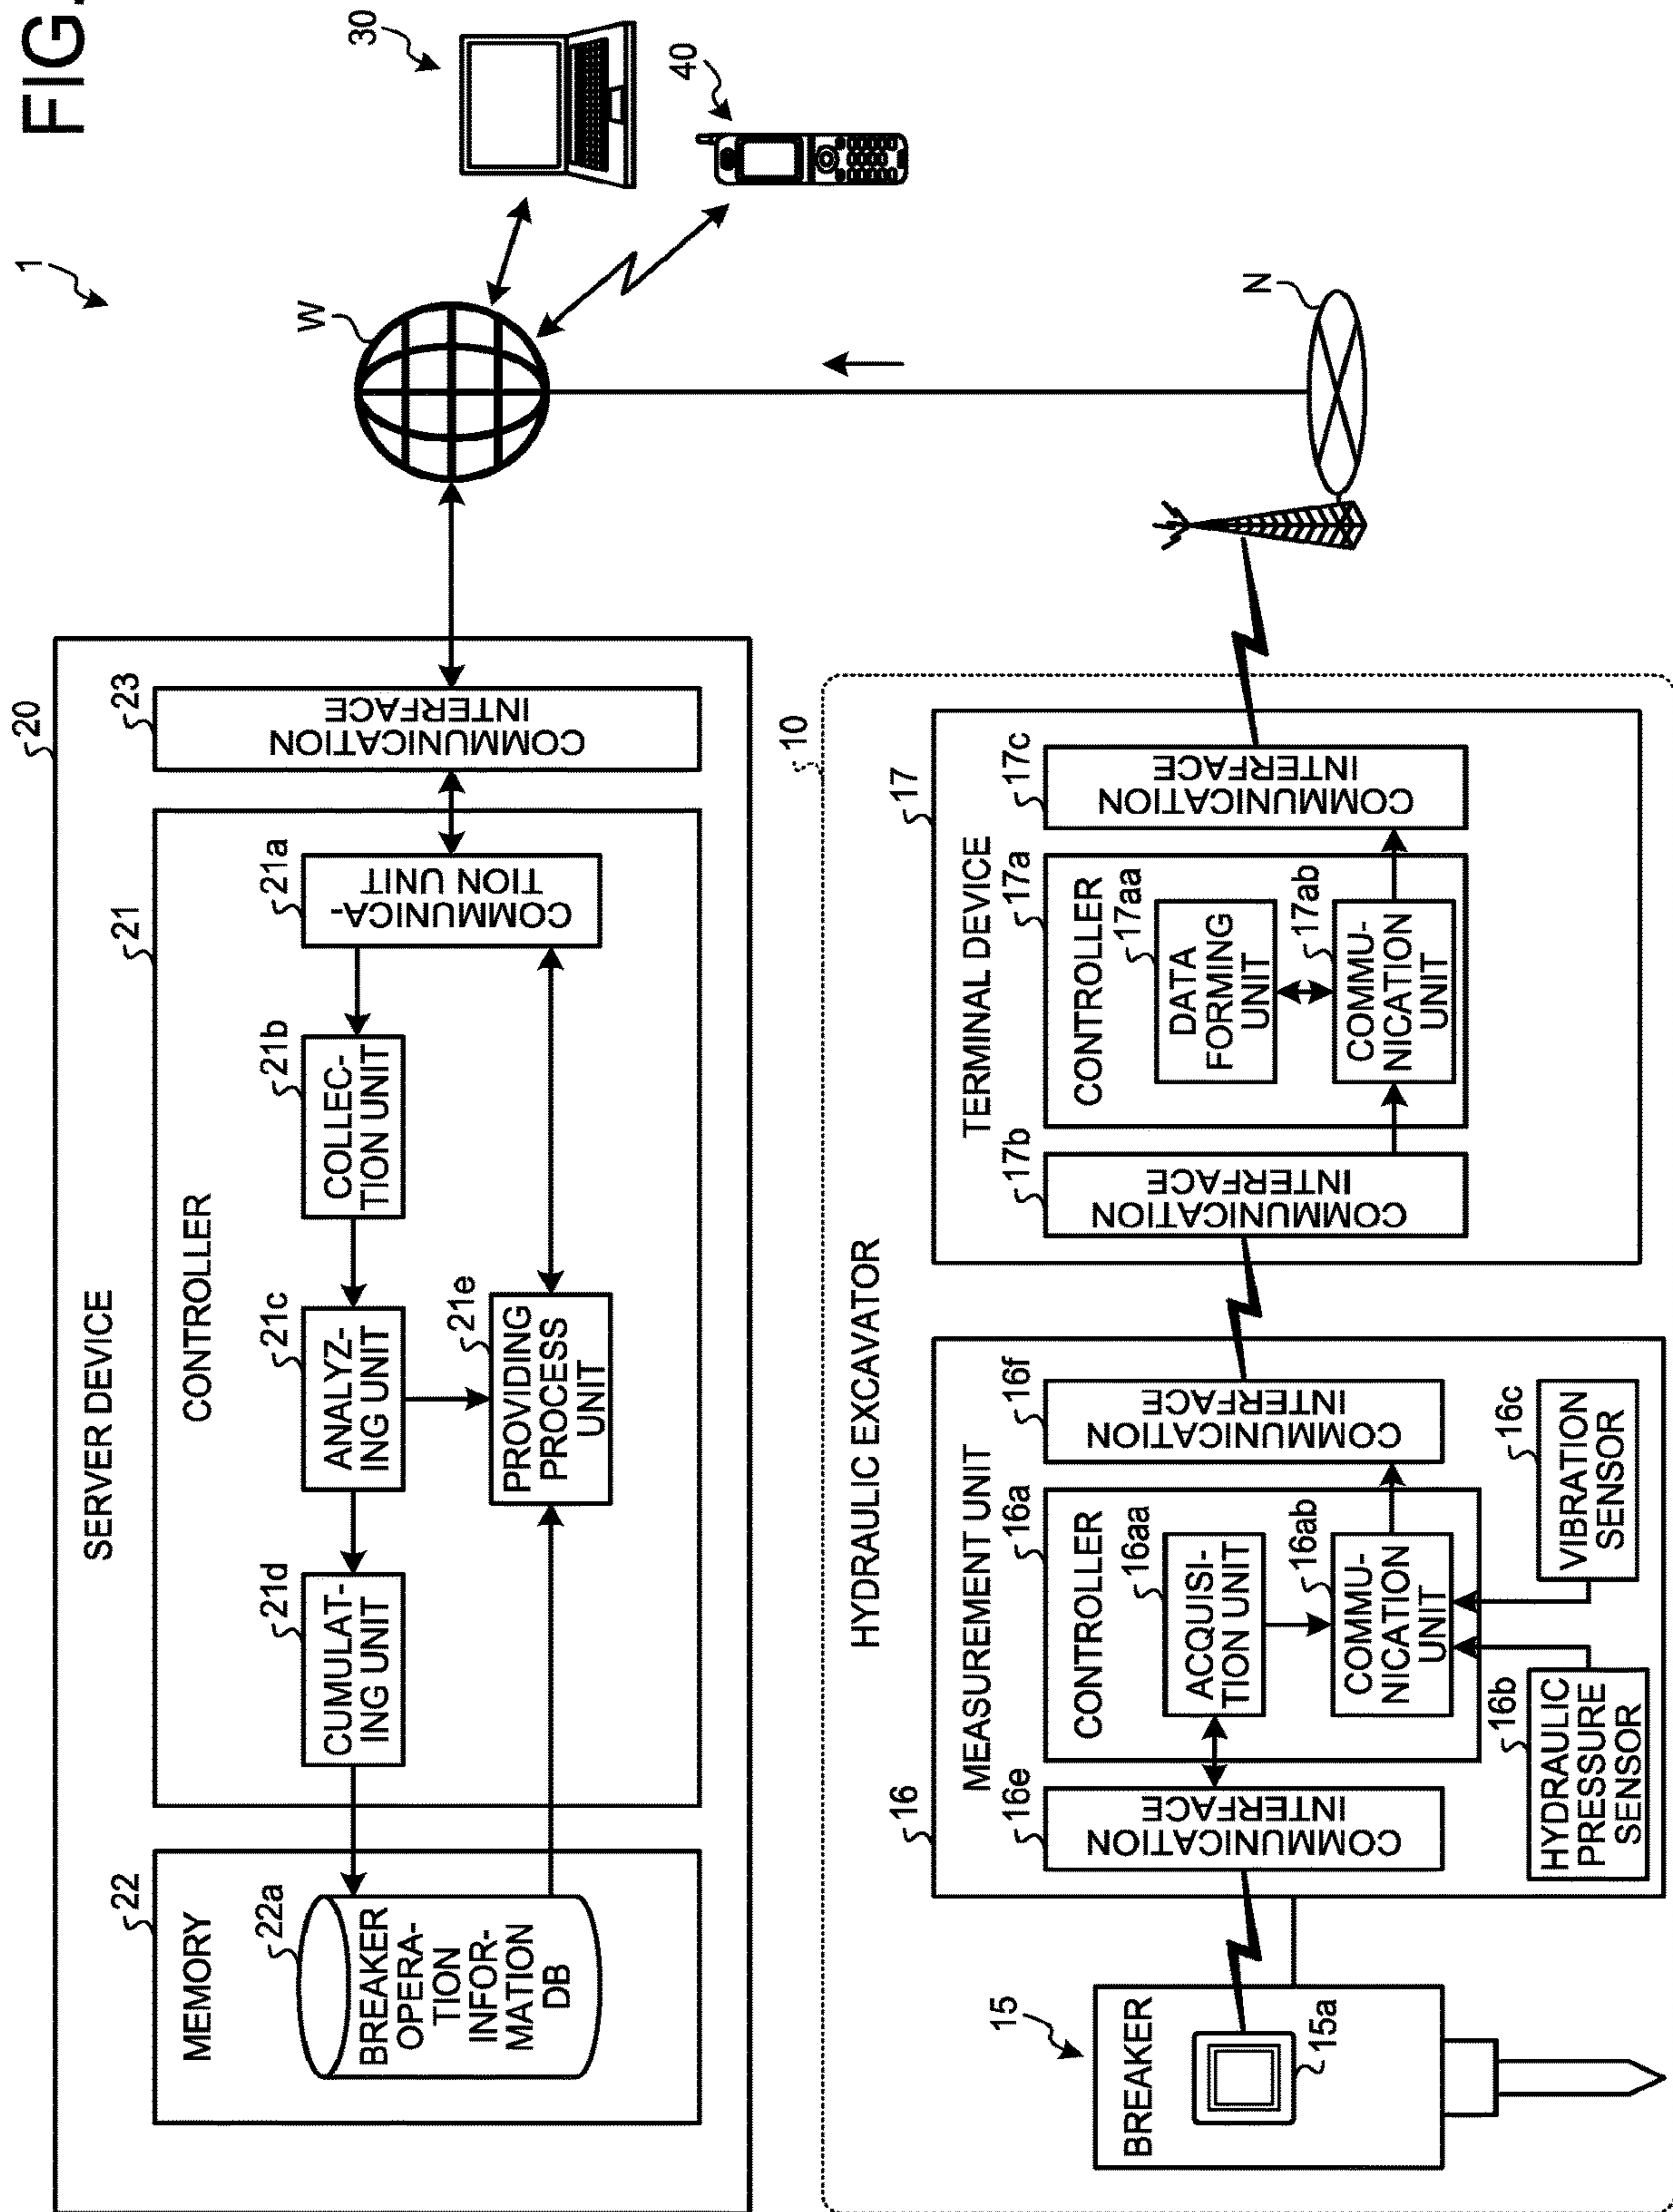 FIG.
1
30
40
W
N
20
SERVER DEVICE
22
MEMORY
22a
BREAKER
OPERA-
TION
INFOR-
MATION
DB
21
CONTROLLER
21d
CUMULAT-
ING UNIT
21c
ANALYZ-
ING UNIT
21b
COLLEC-
TION UNIT
21a
COMMUNICA-
TION UNIT
21e
PROVIDING
PROCESS
UNIT
23
COMMUNICATION
INTERFACE
10
HYDRAULIC EXCAVATOR
15
BREAKER
15a
16
MEASUREMENT UNIT
16e
COMMUNICATION
INTERFACE
16a
CONTROLLER
16aa
ACQUISI-
TION UNIT
16ab
COMMU-
NICATION
UNIT
16f
COMMUNICATION
INTERFACE
16b
HYDRAULIC
PRESSURE
SENSOR
16c
VIBRATION
SENSOR
17
TERMINAL DEVICE
17b
COMMUNICATION
INTERFACE
17a
CONTROLLER
17aa
DATA
FORMING
UNIT
17ab
COMMU-
NICATION
UNIT
17c
COMMUNICATION
INTERFACE